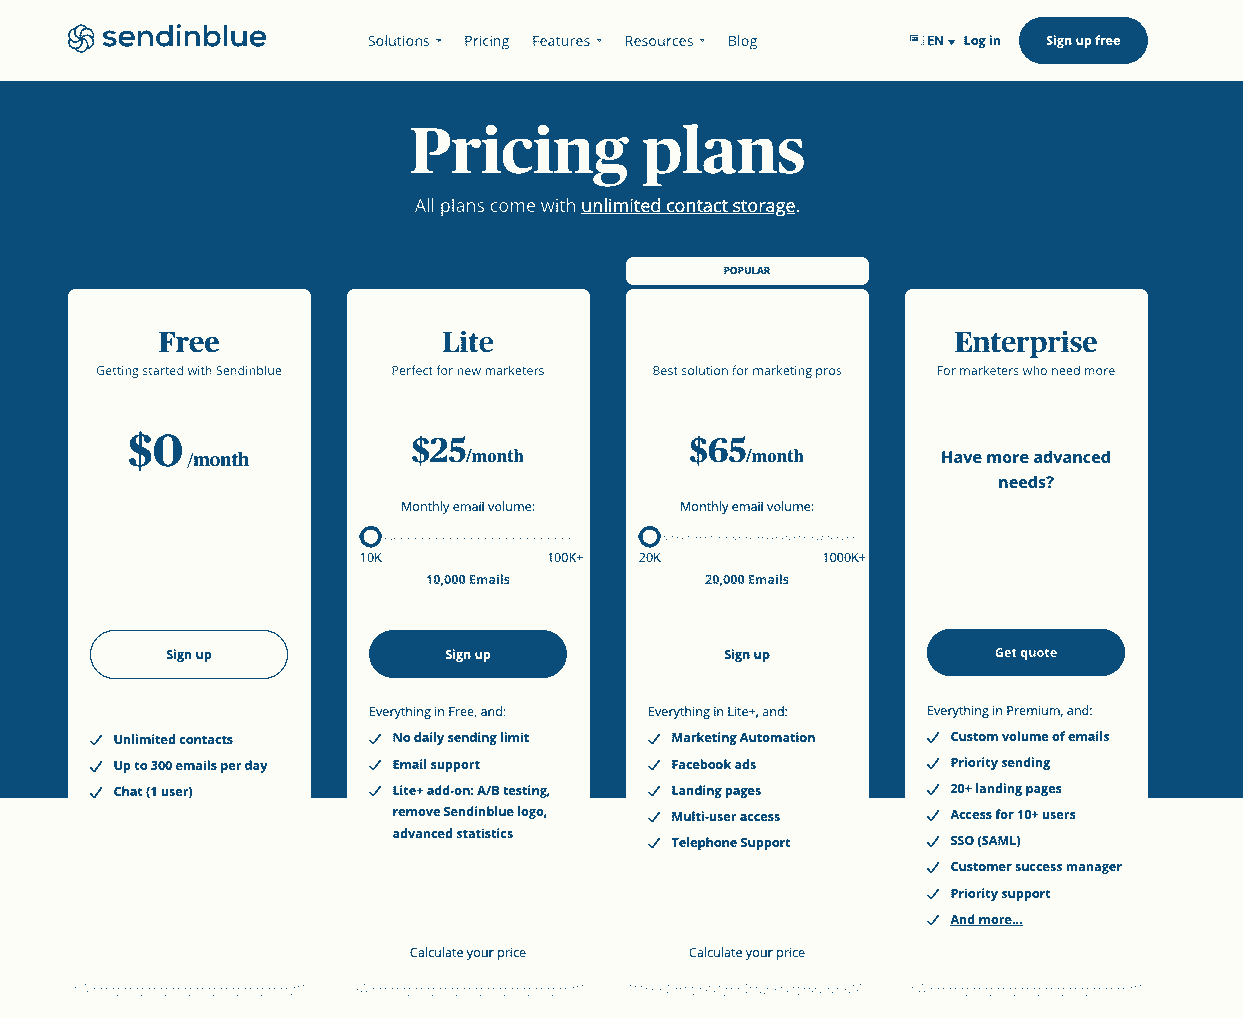 sendinblue
Solutions Pricing Features Resources Blog
EN Log in Sign up free
Pricing plans
All plans come with unlimited contact storage.
POPULAR
Free
Getting started with Sendinblue
$0 /month
Sign up
Unlimited contacts
Up to 300 emails per day
Chat (1 user)
Lite
Perfect for new marketers
$25/month
Monthly email volume:
10K 100K+
10,000 Emails
Sign up
Everything in Free, and:
No daily sending limit
Email support
Lite+ add-on: A/B testing,
remove Sendinblue logo,
advanced statistics
Calculate your price
Best solution for marketing pros
$65/month
Monthly email volume:
20K 1000K+
20,000 Emails
Sign up
Everything in Lite+, and:
Marketing Automation
Facebook ads
Landing pages
Multi-user access
Telephone Support
Calculate your price
Enterprise
For marketers who need more
Have more advanced
needs?
Get quote
Everything in Premium, and:
Custom volume of emails
Priority sending
20+ landing pages
Access for 10+ users
SSO (SAML)
Customer success manager
Priority support
And more...